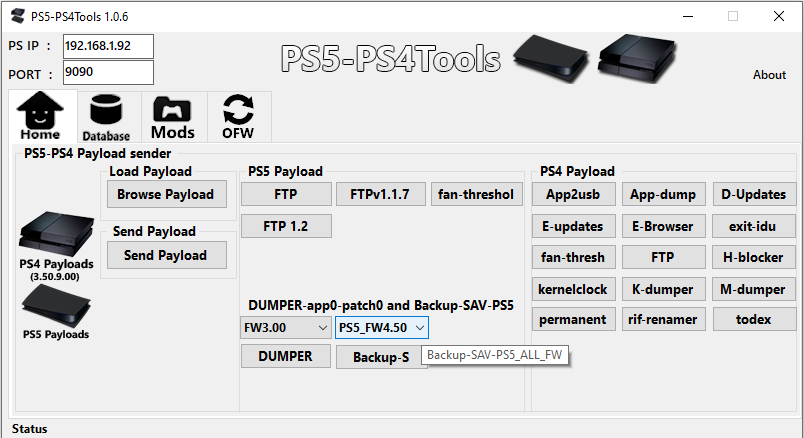 PS5-PS4Tools 1.0.6
PS IP :
192.168.1.92
PORT :
9090
PS5-PS4Tools
About
Home
Database
Mods
OFW
PS5-PS4 Payload sender
Load Payload
Browse Payload
Send Payload
Send Payload
PS4 Payloads
(3.50.9.00)
PS5 Payloads
PS5 Payload
FTP
FTPv1.1.7
fan-threshol
FTP 1.2
DUMPER-app0-patch0 and Backup-SAV-PS5
FW3.00
PS5_FW4.50
DUMPER
Backup-S
Backup-SAV-PS5_ALL_FW
PS4 Payload
App2usb
App-dump
D-Updates
E-updates
E-Browser
exit-idu
fan-thresh
FTP
H-blocker
kernelclock
K-dumper
M-dumper
permanent
rif-renamer
todex
Status